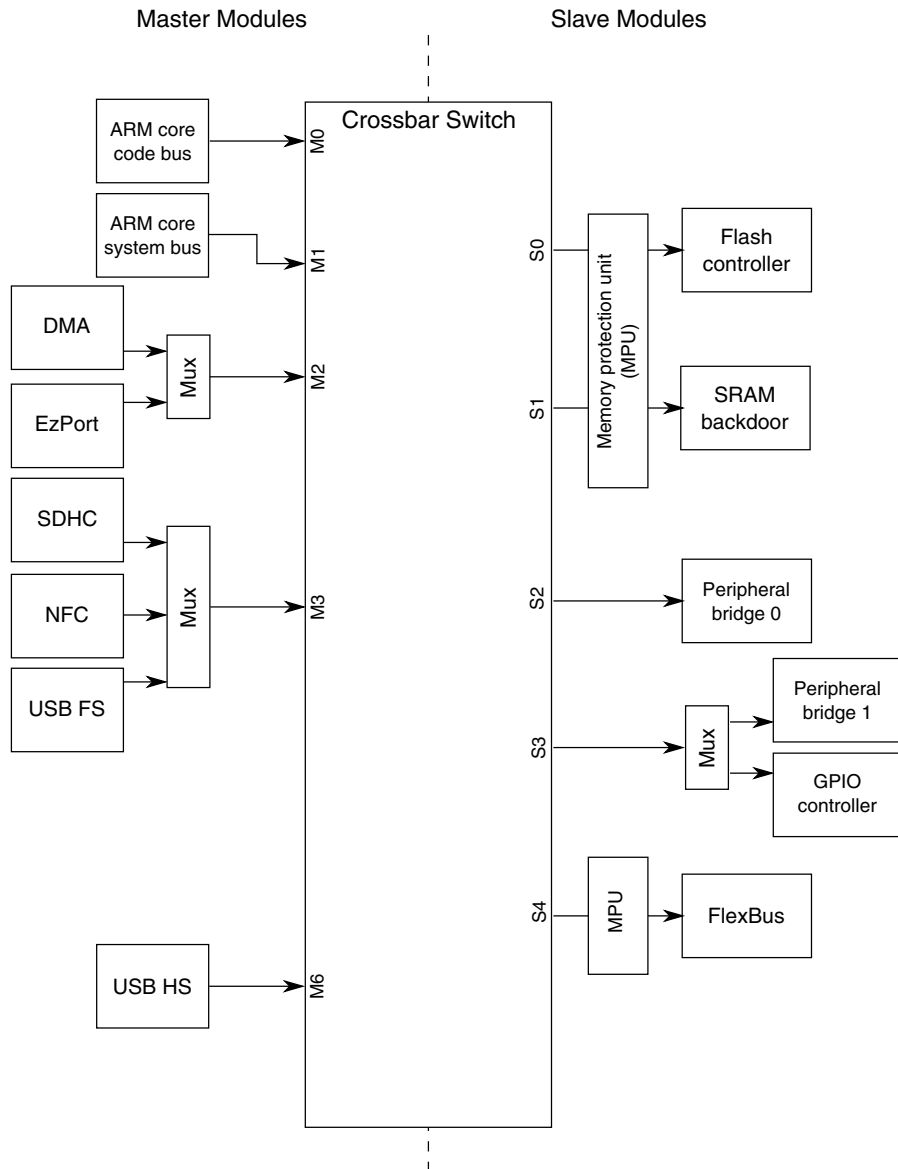 Master Modules
Slave Modules
Crossbar Switch
ARM core
code bus
M0
ARM core
system bus
M1
DMA
EzPort
Mux
M2
SDHC
NFC
USB FS
Mux
M3
USB HS
M6
S0
S1
Memory protection unit
(MPU)
Flash
controller
SRAM
backdoor
S2
Peripheral
bridge 0
S3
Mux
Peripheral
bridge 1
GPIO
controller
S4
MPU
FlexBus